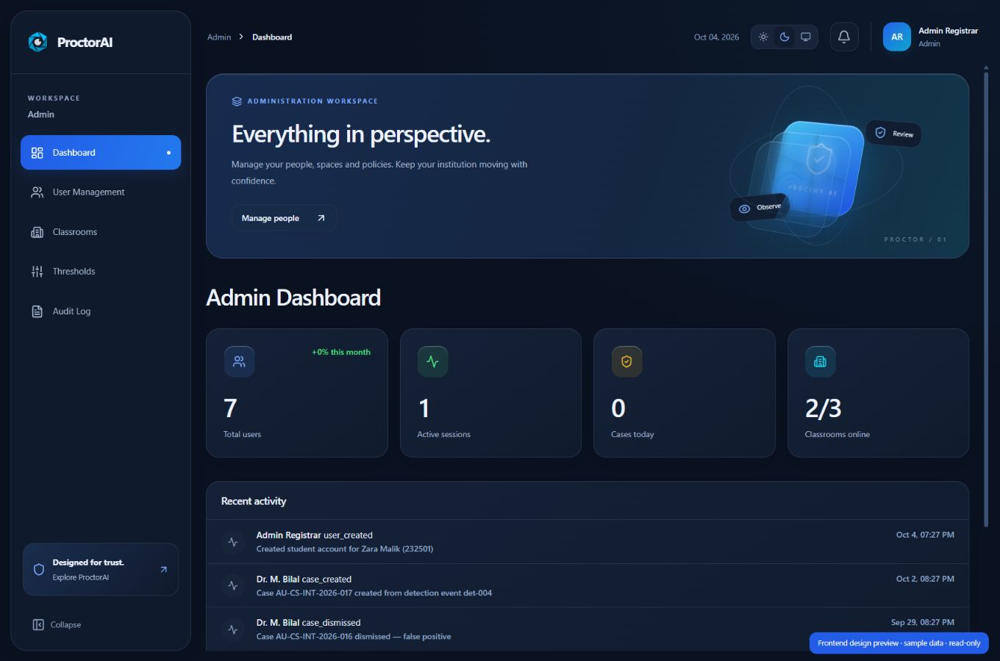 ProctorAI
WORKSPACE
Admin
Dashboard
User Management
Classrooms
Thresholds
Audit Log
Designed for trust.
Explore ProctorAI
Collapse
Admin > Dashboard
Oct 04, 2026
AR
Admin Registrar
Admin
ADMINISTRATION WORKSPACE
Everything in perspective.
Manage your people, spaces and policies. Keep your institution moving with
confidence.
Manage people
Review
PROCTOR AI
Observe
PROCTOR / 01
Admin Dashboard
+0% this month
7
Total users
1
Active sessions
0
Cases today
2/3
Classrooms online
Recent activity
Admin Registrar user_created
Oct 4, 07:27 PM
Created student account for Zara Malik (232501)
Dr. M. Bilal case_created
Oct 2, 08:27 PM
Case AU-CS-INT-2026-017 created from detection event det-004
Dr. M. Bilal case_dismissed
Sep 29, 08:27 PM
Case AU-CS-INT-2026-016 dismissed — false positive
Frontend design preview · sample data · read-only